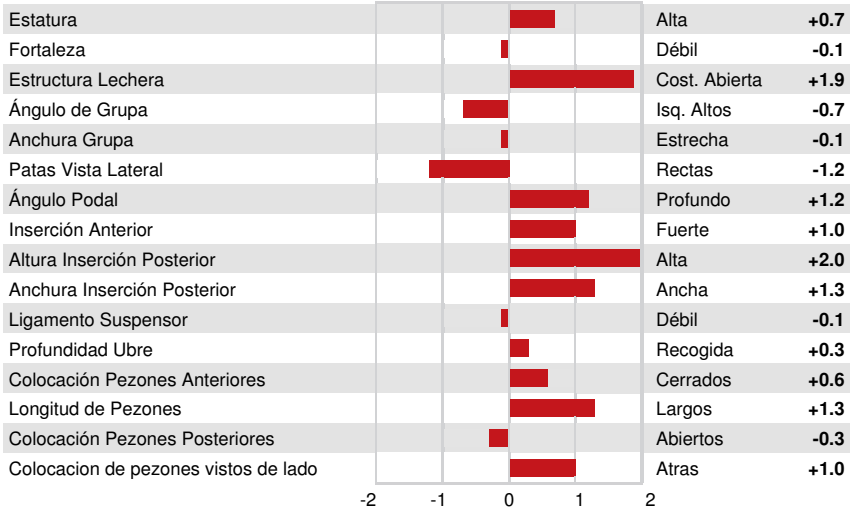 Estatura Alta +0.7
Fortaleza Débil -0.1
Estructura Lechera Cost. Abierta +1.9
Ángulo de Grupa Isq. Altos -0.7
Anchura Grupa Estrecha -0.1
Patas Vista Lateral Rectas -1.2
Ángulo Podal Profundo +1.2
Inserción Anterior Fuerte +1.0
Altura Inserción Posterior Alta +2.0
Anchura Inserción Posterior Ancha +1.3
Ligamento Suspensor Débil -0.1
Profundidad Ubre Recogida +0.3
Colocación Pezones Anteriores Cerrados +0.6
Longitud de Pezones Largos +1.3
Colocación Pezones Posteriores Abiertos -0.3
Colocacion de pezones vistos de lado Atras +1.0
-2 -1 0 1 2